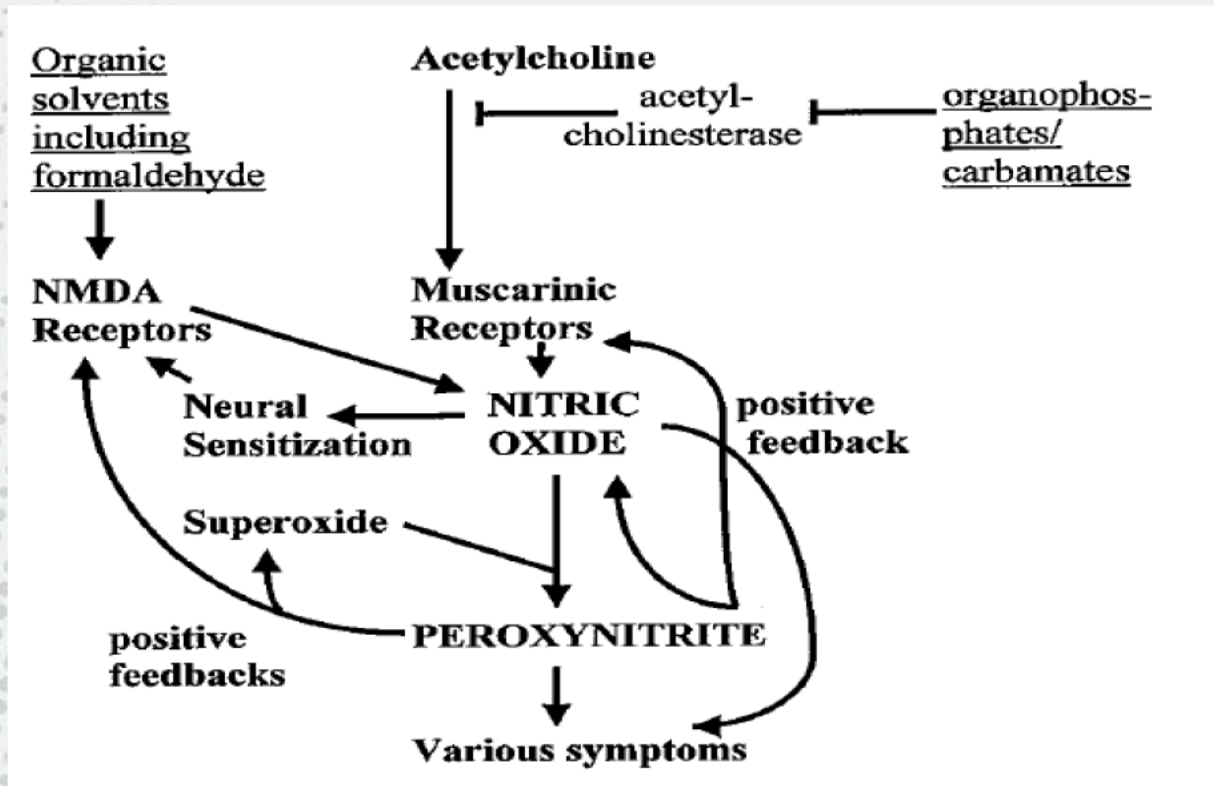 Organic
solvents
including
formaldehyde
Acetylcholine
acetyl-
cholinesterase
organophos-
phates/
carbamates
NMDA
Receptors
Muscarinic
Receptors
Neural
Sensitization
NITRIC
OXIDE
positive
feedback
Superoxide
positive
feedbacks
PEROXYNITRITE
Various symptoms